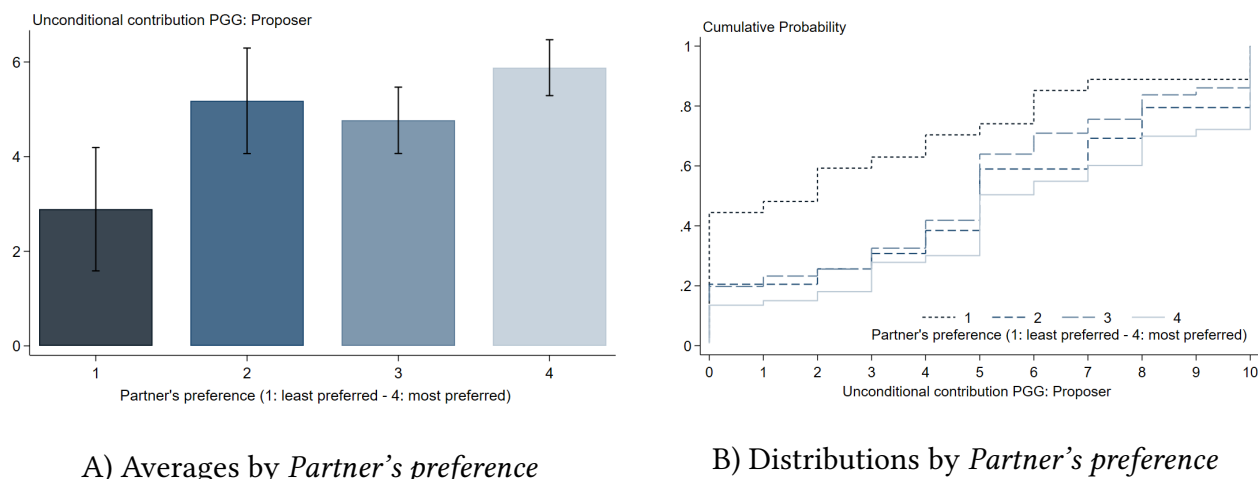 Unconditional contribution PGG: Proposer
6
4
2
0
1 2 3 4
Partner's preference (1: least preferred - 4: most preferred)
A) Averages by Partner's preference
Cumulative Probability
1
.8
.6
.4
.2
0
1 2 3 4
Partner's preference (1: least preferred - 4: most preferred)
0 1 2 3 4 5 6 7 8 9 10
Unconditional contribution PGG: Proposer
B) Distributions by Partner's preference